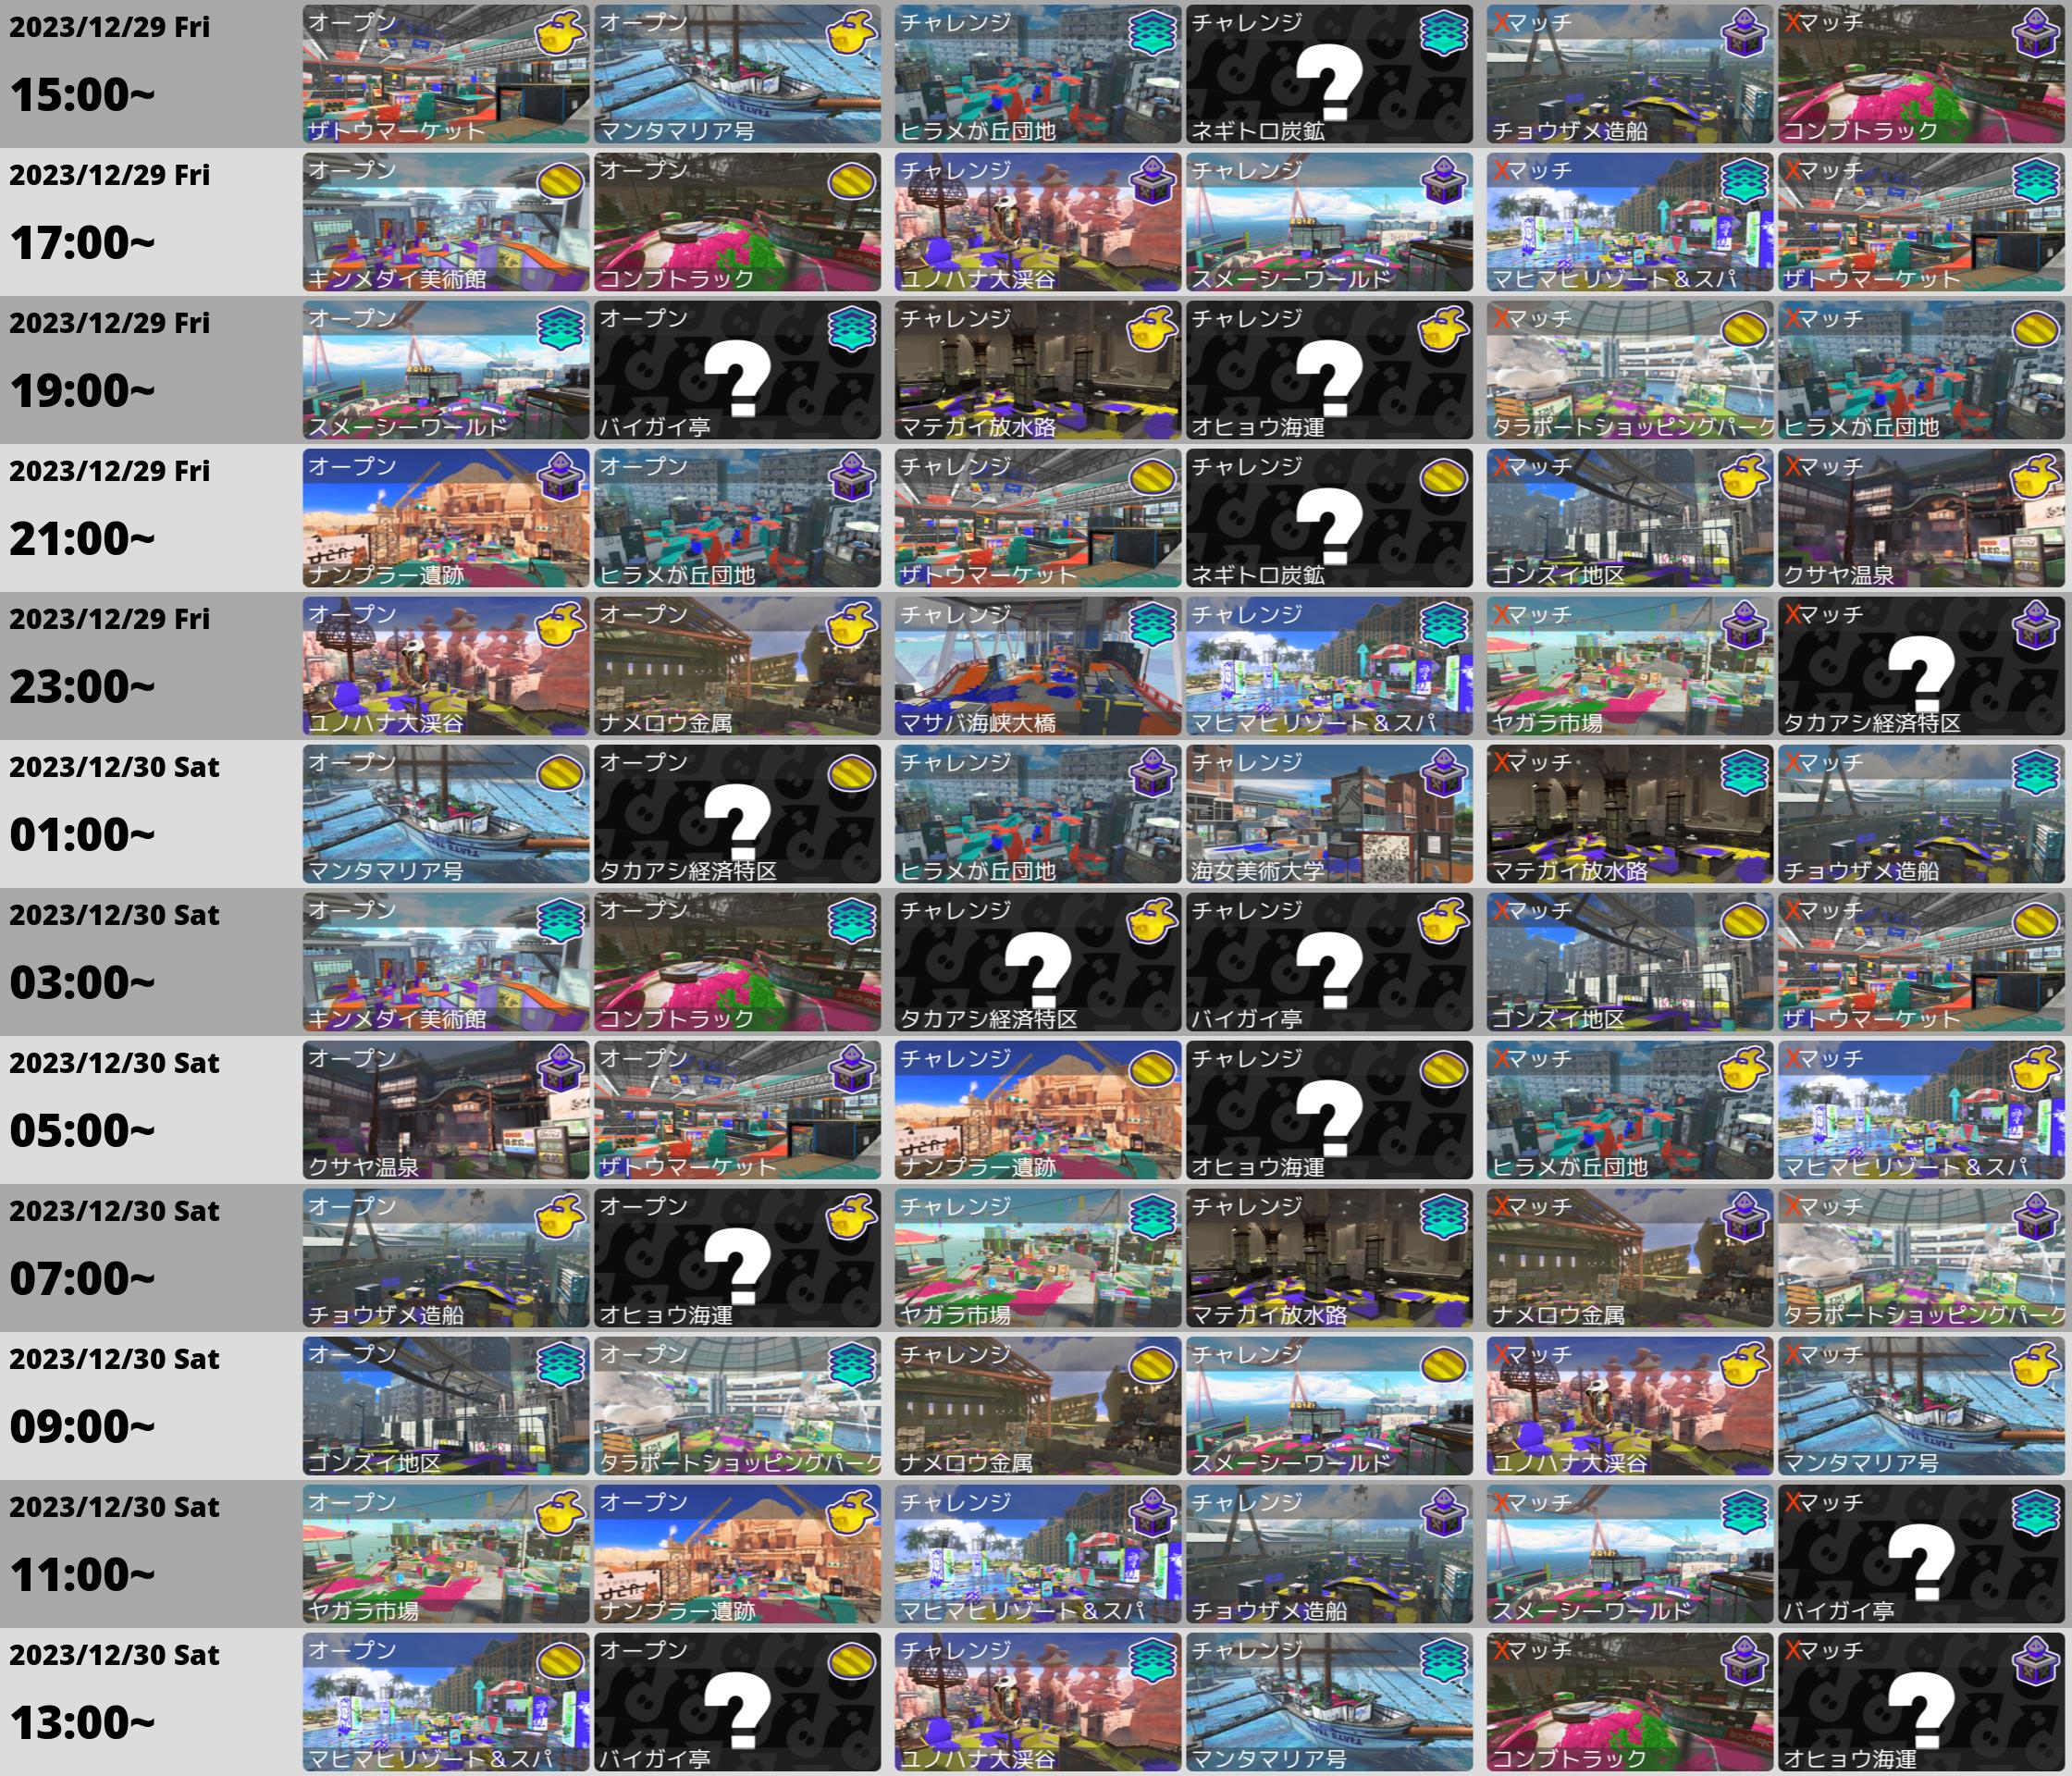 2023/12/29 Fri
15:00~
オープン
ザトウマーケット
オープン
マンタマリア号
チャレンジ
ヒラメが丘団地
チャレンジ
?
ネギトロ炭鉱
Xマッチ
チョウザメ造船
Xマッチ
コンブトラック
2023/12/29 Fri
17:00~
オープン
キンメダイ美術館
オープン
コンブトラック
チャレンジ
ユノハナ大渓谷
チャレンジ
スメーシーワールド
Xマッチ
マヒマヒリゾート&スパ
Xマッチ
ザトウマーケット
2023/12/29 Fri
19:00~
オープン
スメーシーワールド
オープン
?
バイガイ亭
チャレンジ
マテガイ放水路
チャレンジ
?
オヒョウ海運
Xマッチ
タラポートショッピングパーク
Xマッチ
ヒラメが丘団地
2023/12/29 Fri
21:00~
オープン
ナンプラー遺跡
オープン
ヒラメが丘団地
チャレンジ
ザトウマーケット
チャレンジ
?
ネギトロ炭鉱
Xマッチ
ゴンズイ地区
Xマッチ
クサヤ温泉
2023/12/29 Fri
23:00~
オープン
ユノハナ大渓谷
オープン
ナメロウ金属
チャレンジ
マサバ海峡大橋
チャレンジ
マヒマヒリゾート&スパ
Xマッチ
ヤガラ市場
Xマッチ
?
タカアシ経済特区
2023/12/30 Sat
01:00~
オープン
マンタマリア号
オープン
?
タカアシ経済特区
チャレンジ
ヒラメが丘団地
チャレンジ
海女美術大学
Xマッチ
マテガイ放水路
Xマッチ
チョウザメ造船
2023/12/30 Sat
03:00~
オープン
キンメダイ美術館
オープン
コンブトラック
チャレンジ
?
タカアシ経済特区
チャレンジ
?
バイガイ亭
Xマッチ
ゴンズイ地区
Xマッチ
ザトウマーケット
2023/12/30 Sat
05:00~
オープン
クサヤ温泉
オープン
ザトウマーケット
チャレンジ
ナンプラー遺跡
チャレンジ
?
オヒョウ海運
Xマッチ
ヒラメが丘団地
Xマッチ
マヒマヒリゾート&スパ
2023/12/30 Sat
07:00~
オープン
チョウザメ造船
オープン
?
オヒョウ海運
チャレンジ
ヤガラ市場
チャレンジ
マテガイ放水路
Xマッチ
ナメロウ金属
Xマッチ
タラポートショッピングパーク
2023/12/30 Sat
09:00~
オープン
ゴンズイ地区
オープン
タラポートショッピングパーク
チャレンジ
ナメロウ金属
チャレンジ
スメーシーワールド
Xマッチ
ユノハナ大渓谷
Xマッチ
マンタマリア号
2023/12/30 Sat
11:00~
オープン
ヤガラ市場
オープン
ナンプラー遺跡
チャレンジ
マヒマヒリゾート&スパ
チャレンジ
チョウザメ造船
Xマッチ
スメーシーワールド
Xマッチ
?
バイガイ亭
2023/12/30 Sat
13:00~
オープン
マヒマヒリゾート&スパ
オープン
?
バイガイ亭
チャレンジ
ユノハナ大渓谷
チャレンジ
マンタマリア号
Xマッチ
コンブトラック
Xマッチ
?
オヒョウ海運